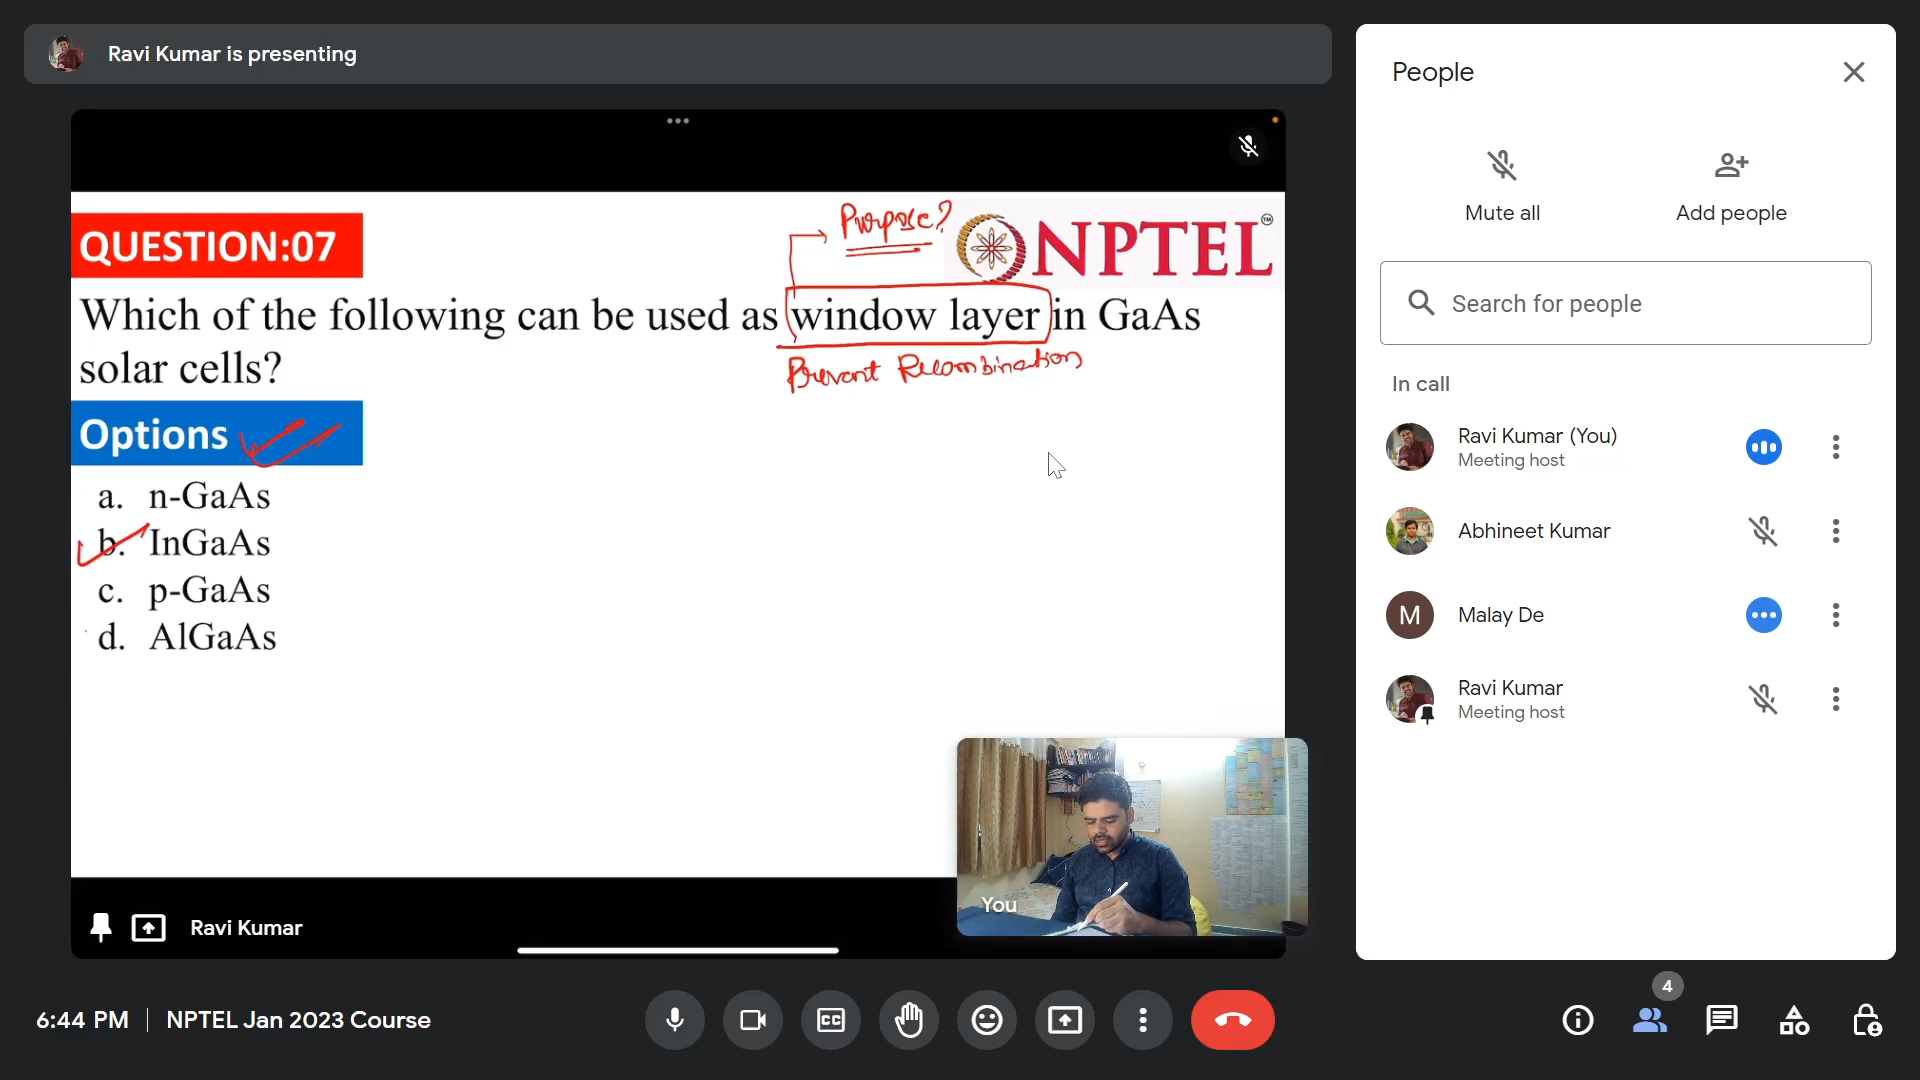 Ravi Kumar is presenting
People
Mute all
Add people
QUESTION:07
Purpose?
NPTEL™
Search for people
Which of the following can be used as window layer in GaAs
solar cells?
Prevent Recombination
In call
Options
Ravi Kumar (You)
Meeting host
a. n-GaAs
b. InGaAs
c. p-GaAs
d. AlGaAs
Abhineet Kumar
M
Malay De
Ravi Kumar
Meeting host
You
Ravi Kumar
6:44 PM
NPTEL Jan 2023 Course
CC
4